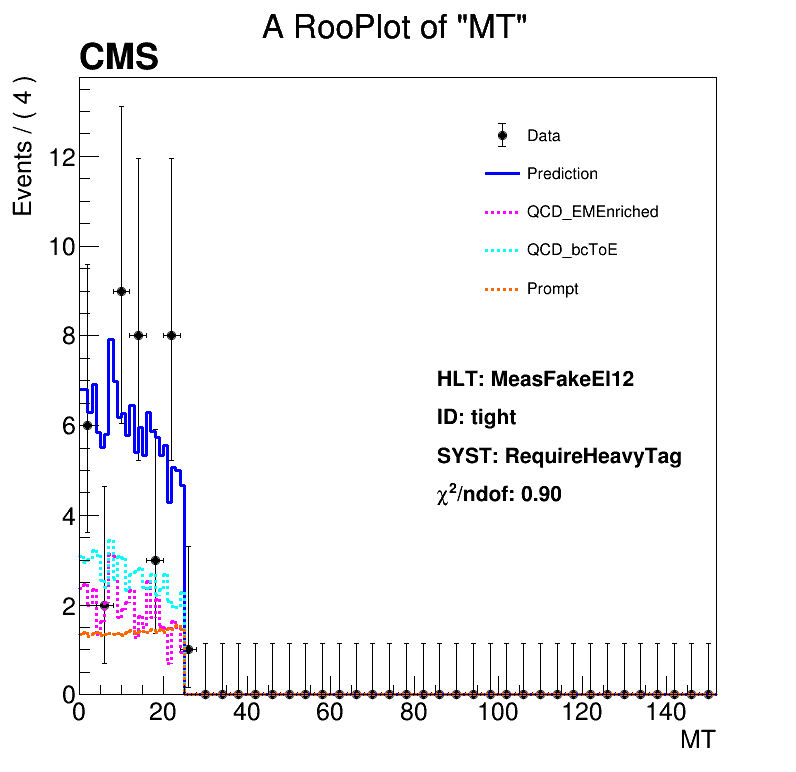 A RooPlot of "MT"
CMS
Events / ( 4 )
12
10
8
6
4
2
0
Data
Prediction
QCD_EMEnriched
QCD_bcToE
Prompt
HLT: MeasFakeEl12
ID: tight
SYST: RequireHeavyTag
χ²/ndof: 0.90
0 20 40 60 80 100 120 140
MT